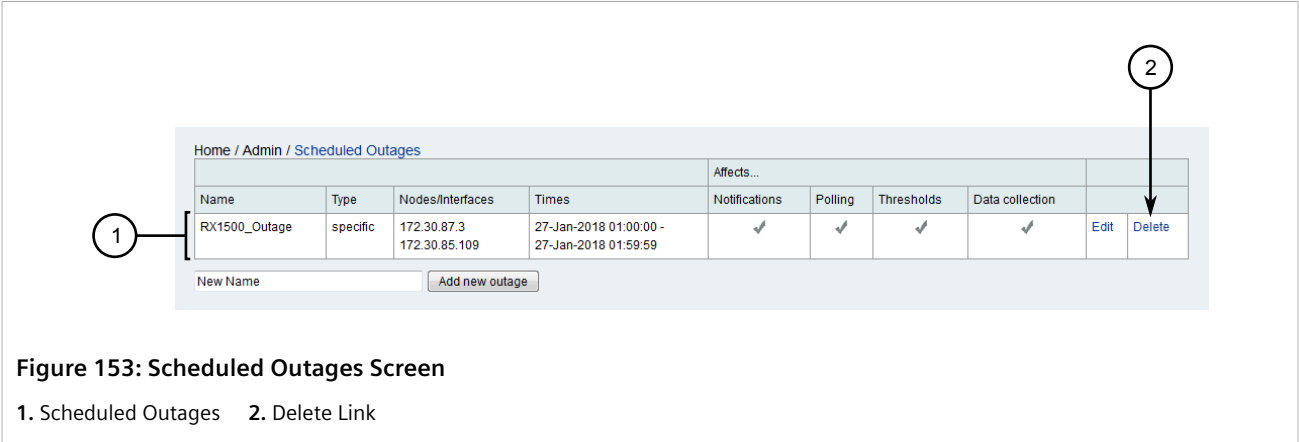 2
Home / Admin / Scheduled Outages
Affects...
Name Type Nodes/Interfaces Times Notifications Polling Thresholds Data collection
1
RX1500_Outage specific 172.30.87.3 27-Jan-2018 01:00:00 - Edit Delete
172.30.85.109 27-Jan-2018 01:59:59
New Name Add new outage
Figure 153: Scheduled Outages Screen
1. Scheduled Outages 2. Delete Link